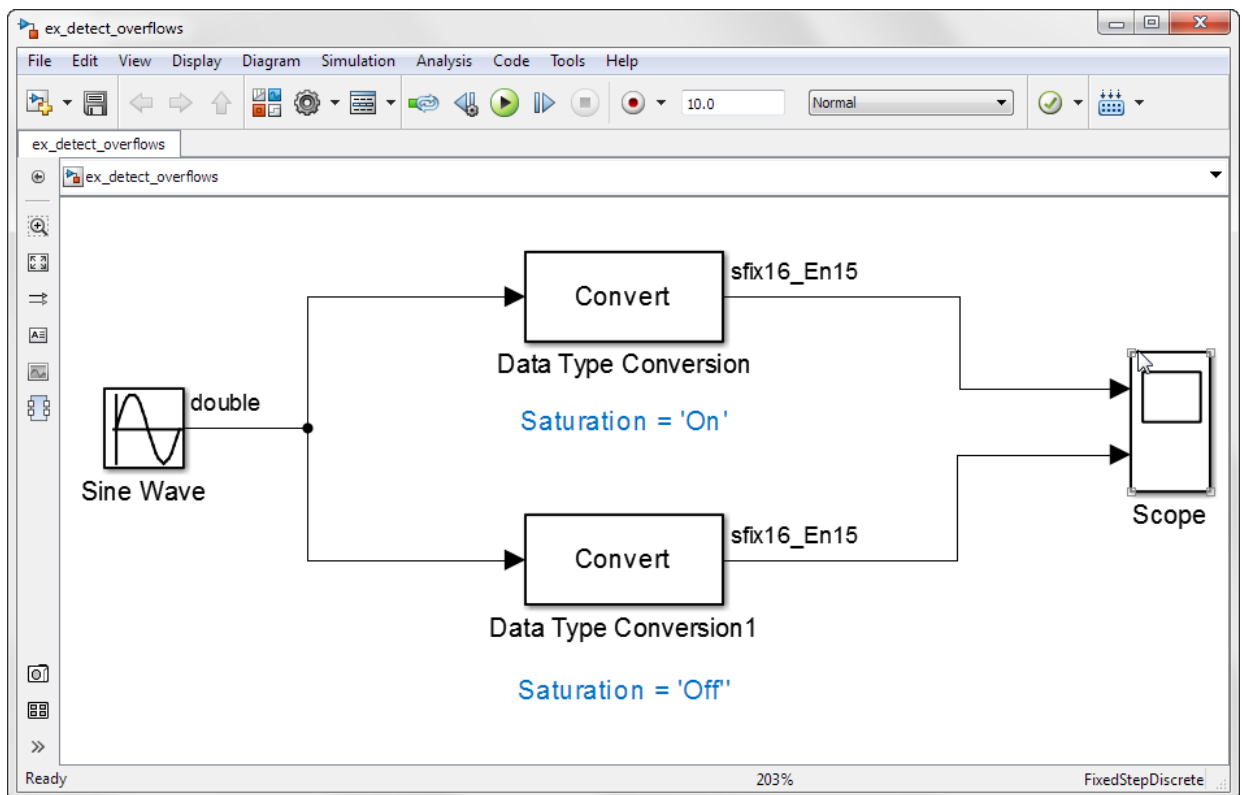 ex_detect_overflows
File Edit View Display Diagram Simulation Analysis Code Tools Help
10.0 Normal
ex_detect_overflows
ex_detect_overflows
sfix16_En15
Convert
Data Type Conversion
double
Saturation = 'On'
Sine Wave
Scope
sfix16_En15
Convert
Data Type Conversion1
Saturation = 'Off''
Ready 203% FixedStepDiscrete